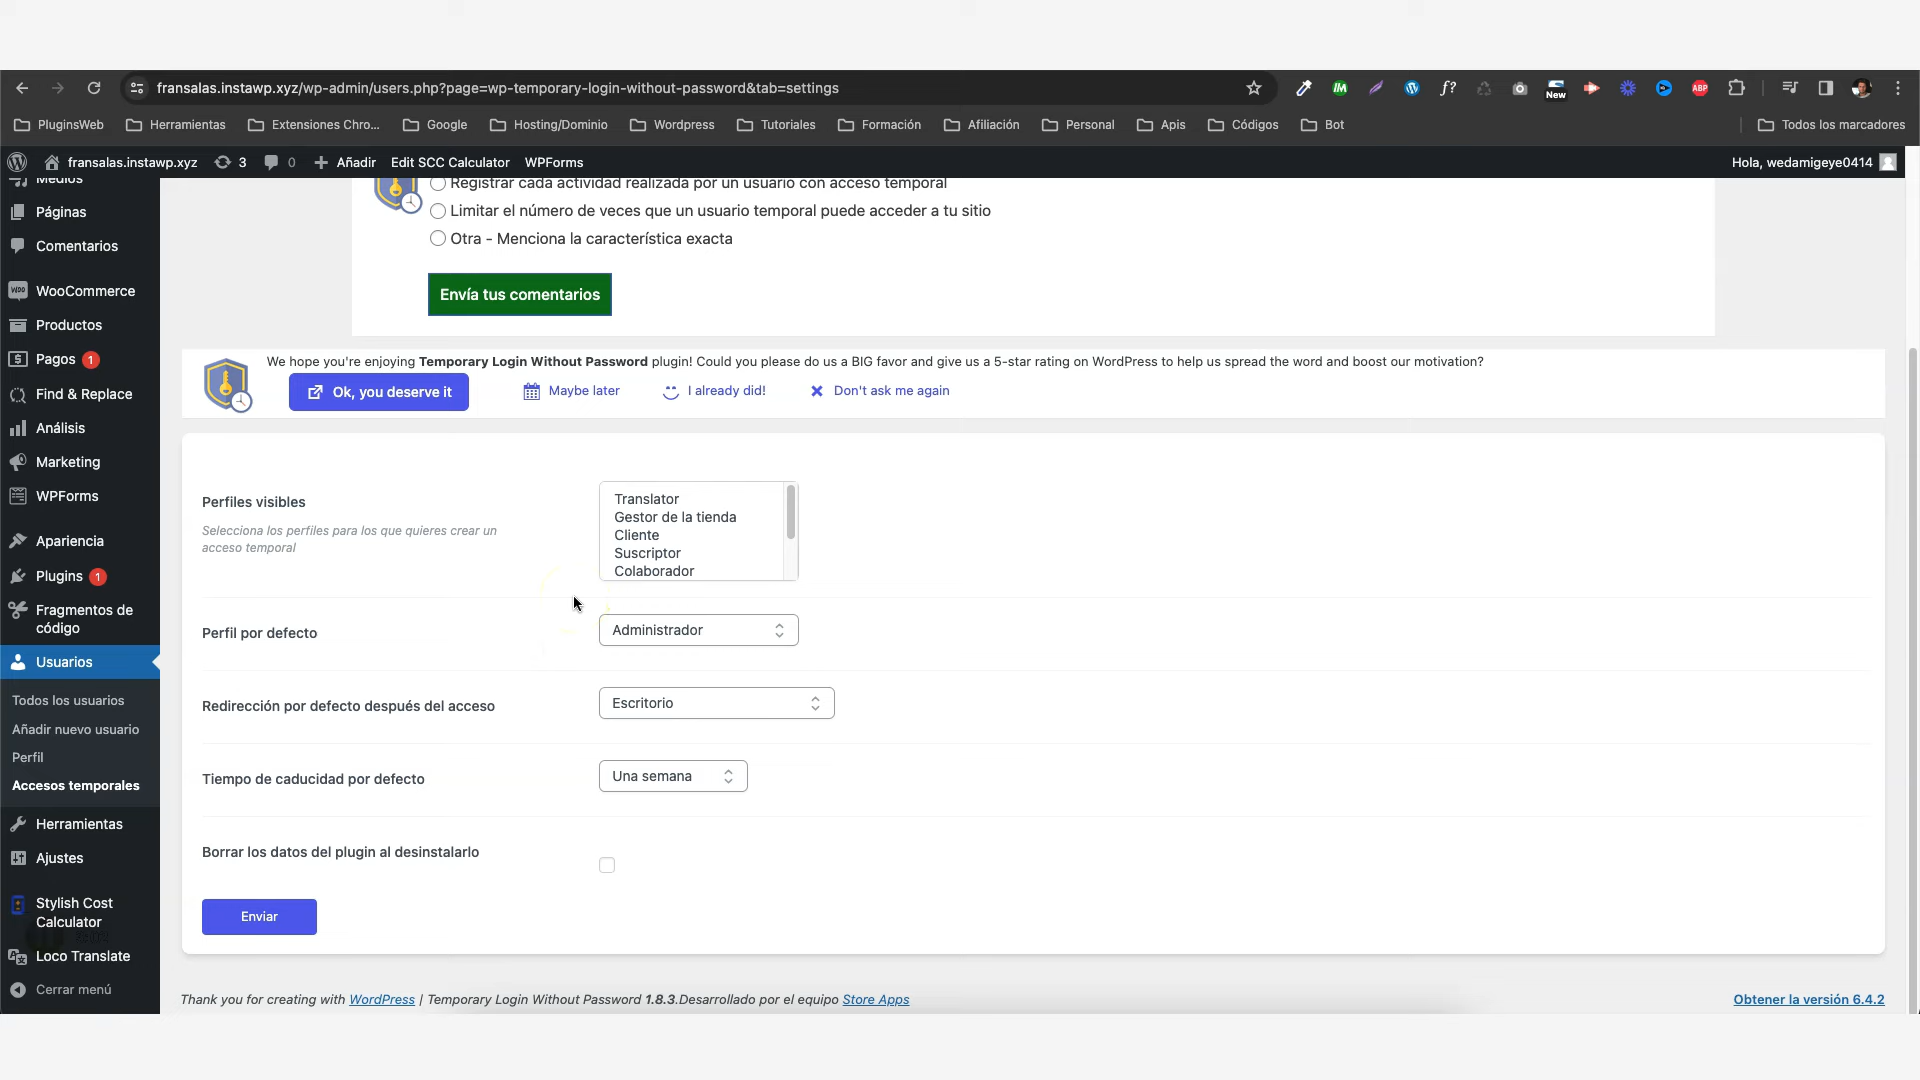 fransalas.instawp.xyz/wp-admin/users.php?page=wp-temporary-login-without-password&tab=settings
New
ABP
PluginsWeb
Herramientas
Extensiones Chro...
Google
Hosting/Dominio
Wordpress
Tutoriales
Formación
Afiliación
Personal
Apis
Códigos
Bot
Todos los marcadores
fransalas.instawp.xyz
3
0
Añadir
Edit SCC Calculator
WPForms
Hola, wedamigeye0414
Medios
Páginas
Comentarios
WooCommerce
Productos
Pagos 1
Find & Replace
Análisis
Marketing
WPForms
Apariencia
Plugins 1
Fragmentos de
código
Usuarios
Todos los usuarios
Añadir nuevo usuario
Perfil
Accesos temporales
Herramientas
Ajustes
Stylish Cost
Calculator
Loco Translate
Cerrar menú
Registrar cada actividad realizada por un usuario con acceso temporal
Limitar el número de veces que un usuario temporal puede acceder a tu sitio
Otra - Menciona la característica exacta
Envía tus comentarios
We hope you're enjoying Temporary Login Without Password plugin! Could you please do us a BIG favor and give us a 5-star rating on WordPress to help us spread the word and boost our motivation?
Ok, you deserve it
Maybe later
I already did!
Don't ask me again
Perfiles visibles
Selecciona los perfiles para los que quieres crear un
acceso temporal
Translator
Gestor de la tienda
Cliente
Suscriptor
Colaborador
Perfil por defecto
Administrador
Redirección por defecto después del acceso
Escritorio
Tiempo de caducidad por defecto
Una semana
Borrar los datos del plugin al desinstalarlo
Enviar
Thank you for creating with WordPress | Temporary Login Without Password 1.8.3.Desarrollado por el equipo Store Apps
Obtener la versión 6.4.2